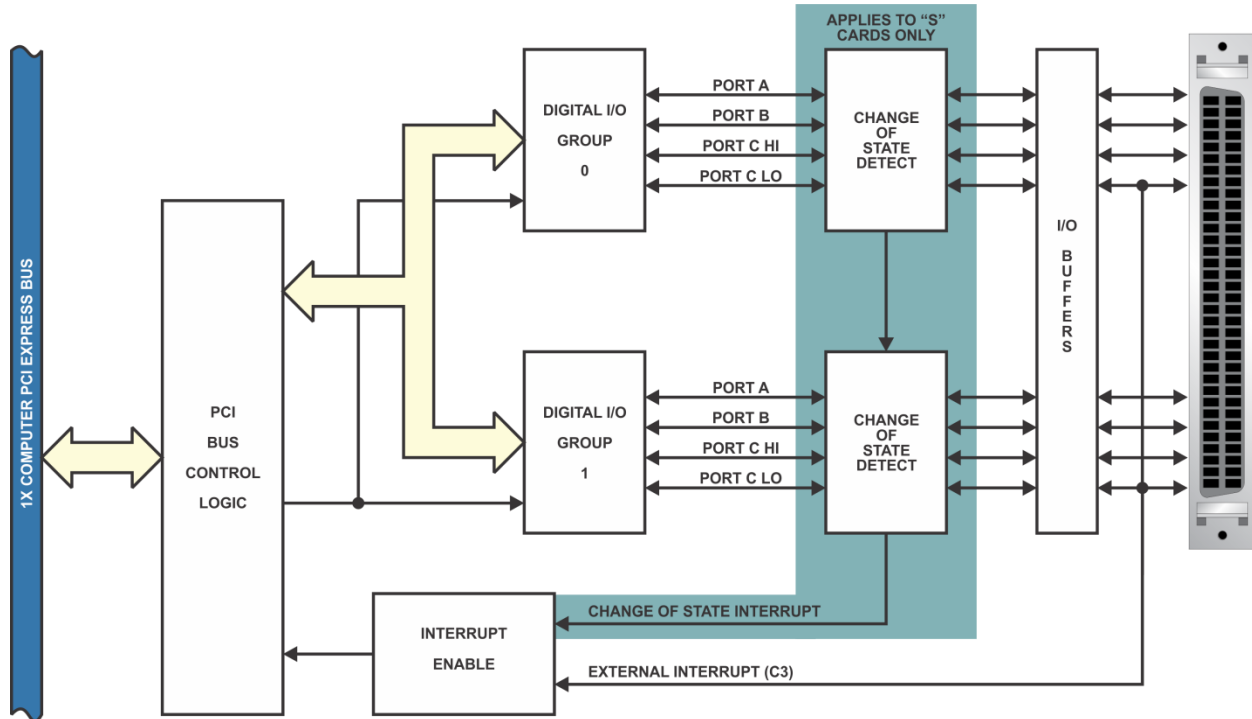 APPLIES TO “S”
CARDS ONLY
1X COMPUTER PCI EXPRESS BUS
PCI
BUS
CONTROL
LOGIC
DIGITAL I/O
GROUP
0
PORT A
PORT B
PORT C HI
PORT C LO
CHANGE
OF
STATE
DETECT
I/O
BUFFERS
DIGITAL I/O
GROUP
1
PORT A
PORT B
PORT C HI
PORT C LO
CHANGE
OF
STATE
DETECT
INTERRUPT
ENABLE
CHANGE OF STATE INTERRUPT
EXTERNAL INTERRUPT (C3)